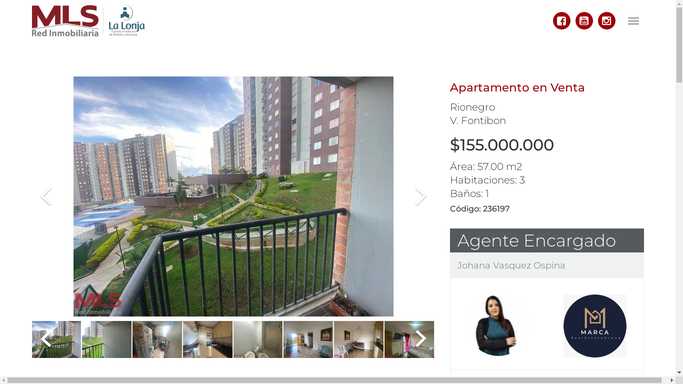 MLS
Red Inmobiliaria
La Lonja
Apartamento en Venta
Rionegro
V. Fontibon
$155.000.000
Área: 57.00 m2
Habitaciones: 3
Baños: 1
Código: 236197
Agente Encargado
Johana Vasquez Ospina
MLS
MARCA